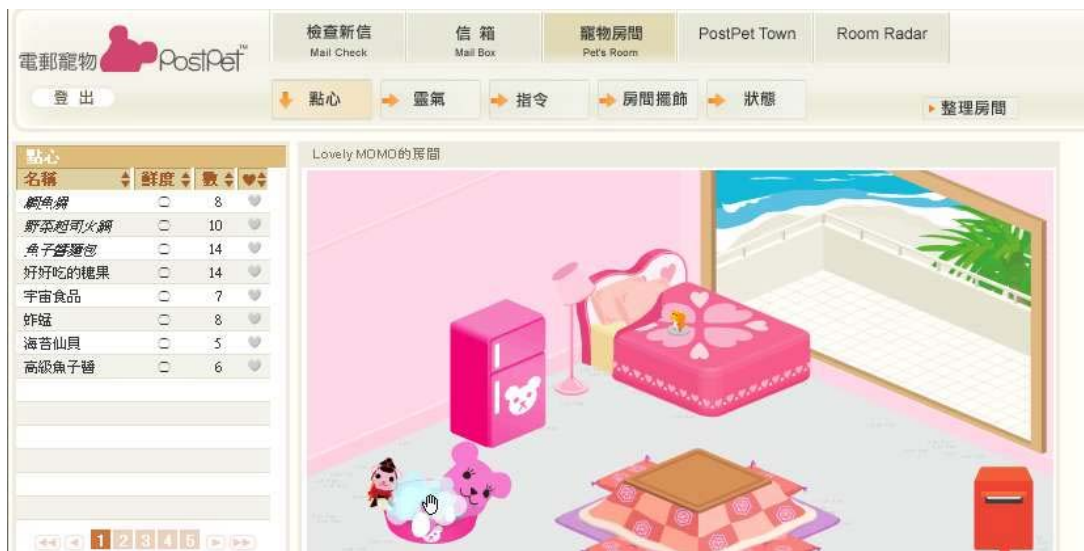 電郵寵物 PostPet™
登出
檢查新信
Mail Check
信箱
Mail Box
寵物房間
Pet's Room
PostPet Town
Room Radar
點心
靈氣
指令
房間擺飾
狀態
整理房間
點心
名稱 鮮度 數
鯛魚鍋 8
野菜起司火鍋 10
魚子醬麵包 14
好好吃的糖果 14
宇宙食品 7
蚱蜢 8
海苔仙貝 5
高級魚子醬 6
1 2 3 4 5
Lovely MOMO的房間